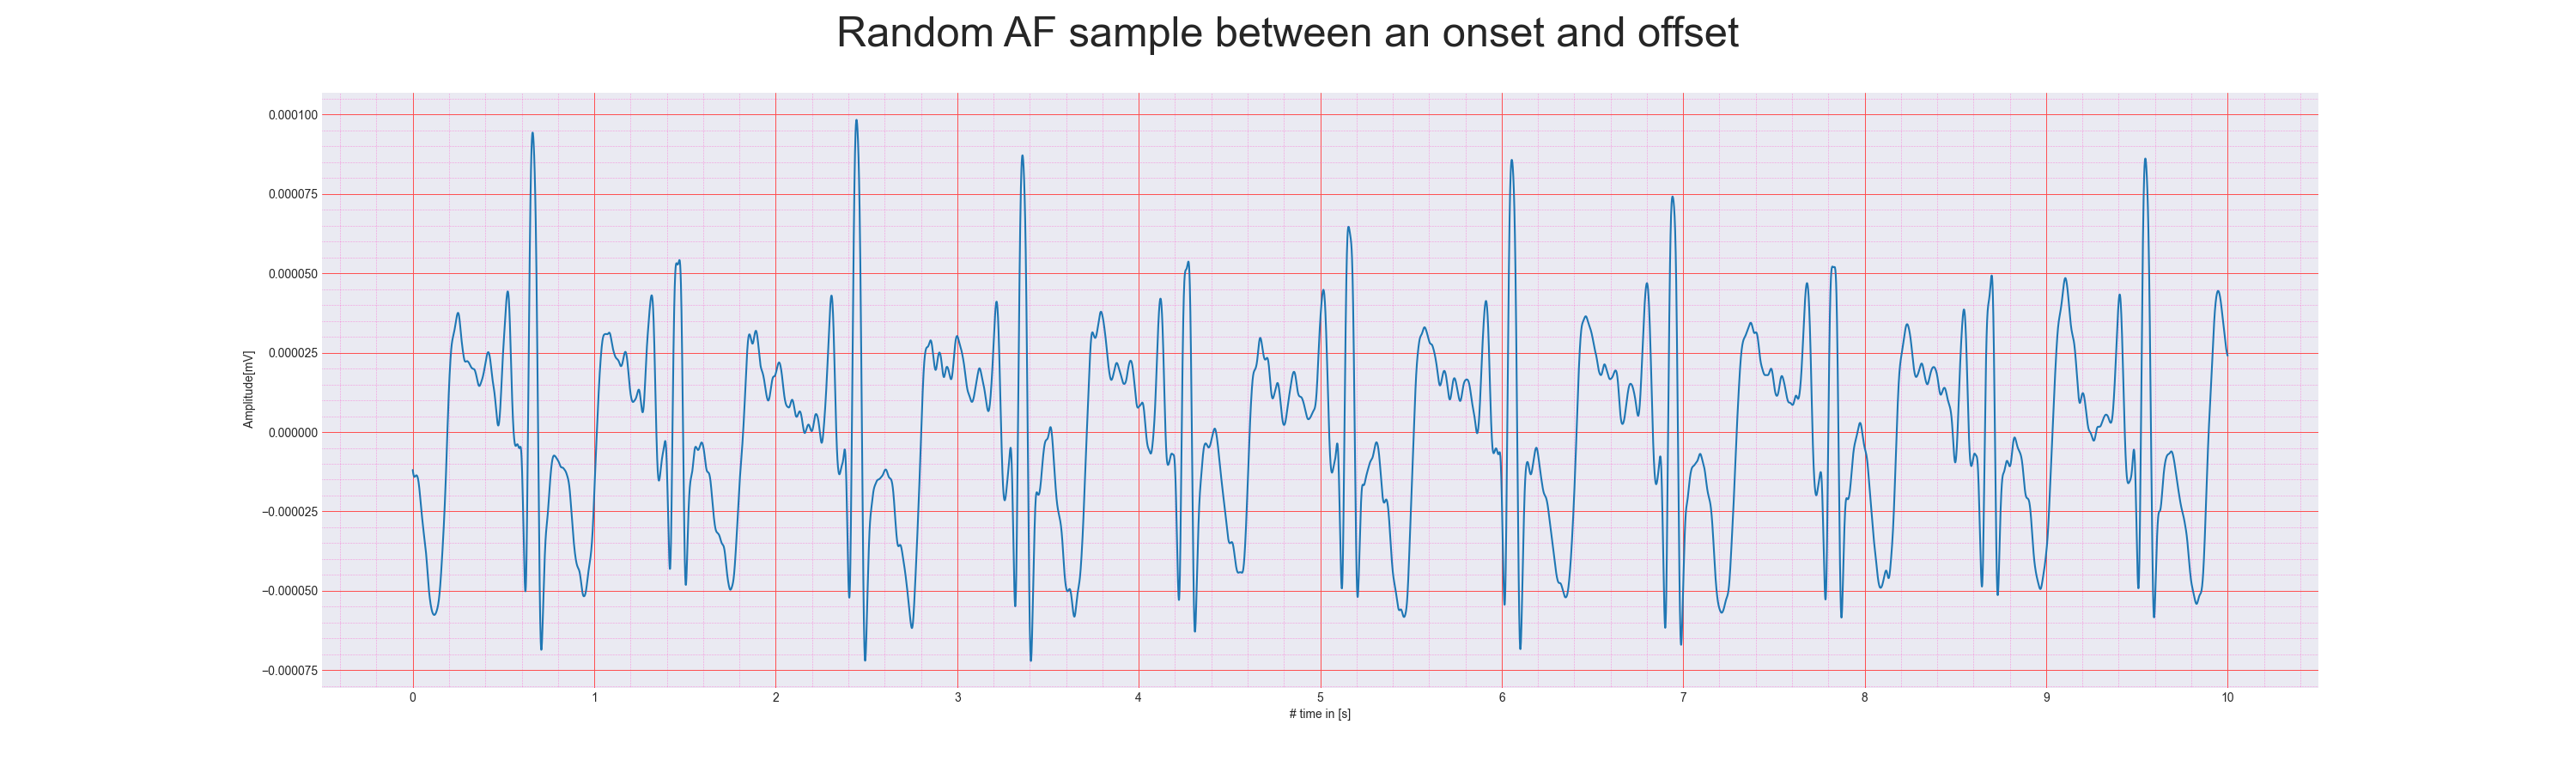 Random AF sample between an onset and offset
0.000100
0.000075
0.000050
0.000025
0.000000
−0.000025
−0.000050
−0.000075
Amplitude[mV]
0 1 2 3 4 5 6 7 8 9 10
# time in [s]